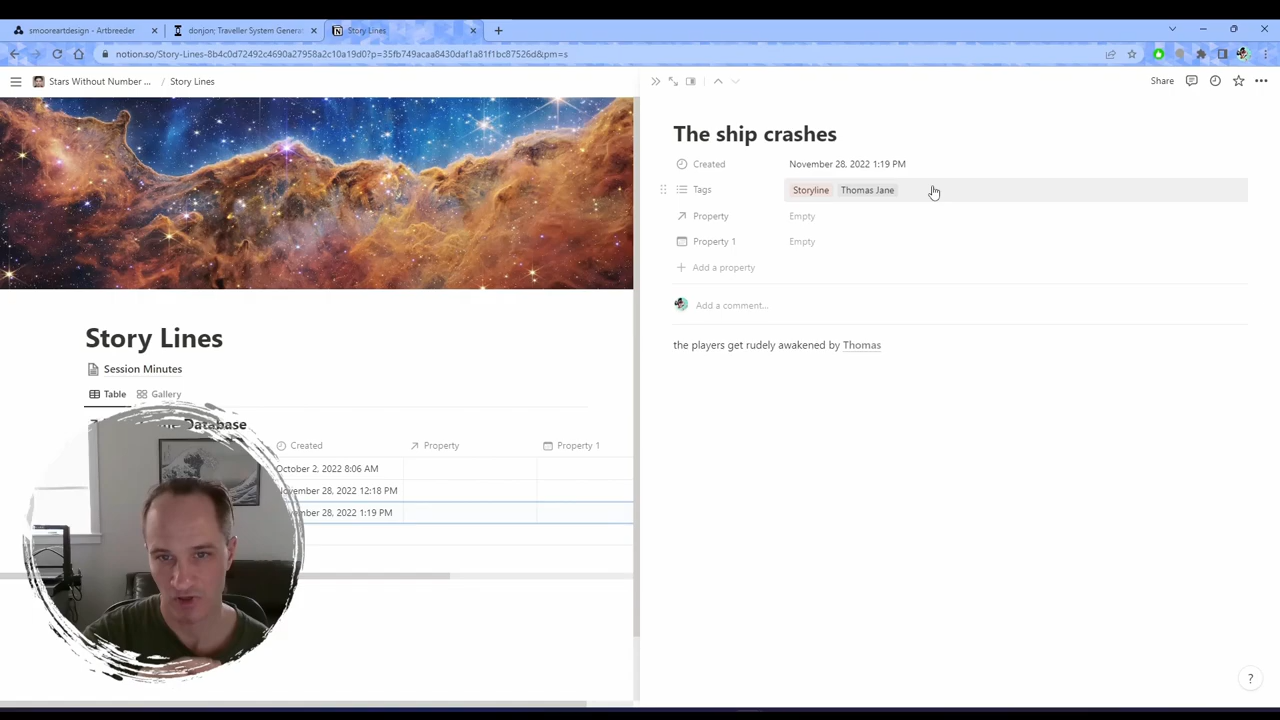 smooreartdesign - Artbreeder
donjon; Traveller System Genera
Story Lines
notion.so/Story-Lines-8b4c0d72492c4690a27958a2c10a19d0?p=35fb749acaa8430daf1a81f1bc87526d&pm=s
Stars Without Number ... / Story Lines
Share
The ship crashes
Created November 28, 2022 1:19 PM
Tags Storyline Thomas Jane
Property Empty
Property 1 Empty
Add a property
Add a comment...
the players get rudely awakened by Thomas
Story Lines
Session Minutes
Table Gallery
Database
Created Property Property 1
October 2, 2022 8:06 AM
November 28, 2022 12:18 PM
28, 2022 1:19 PM
?